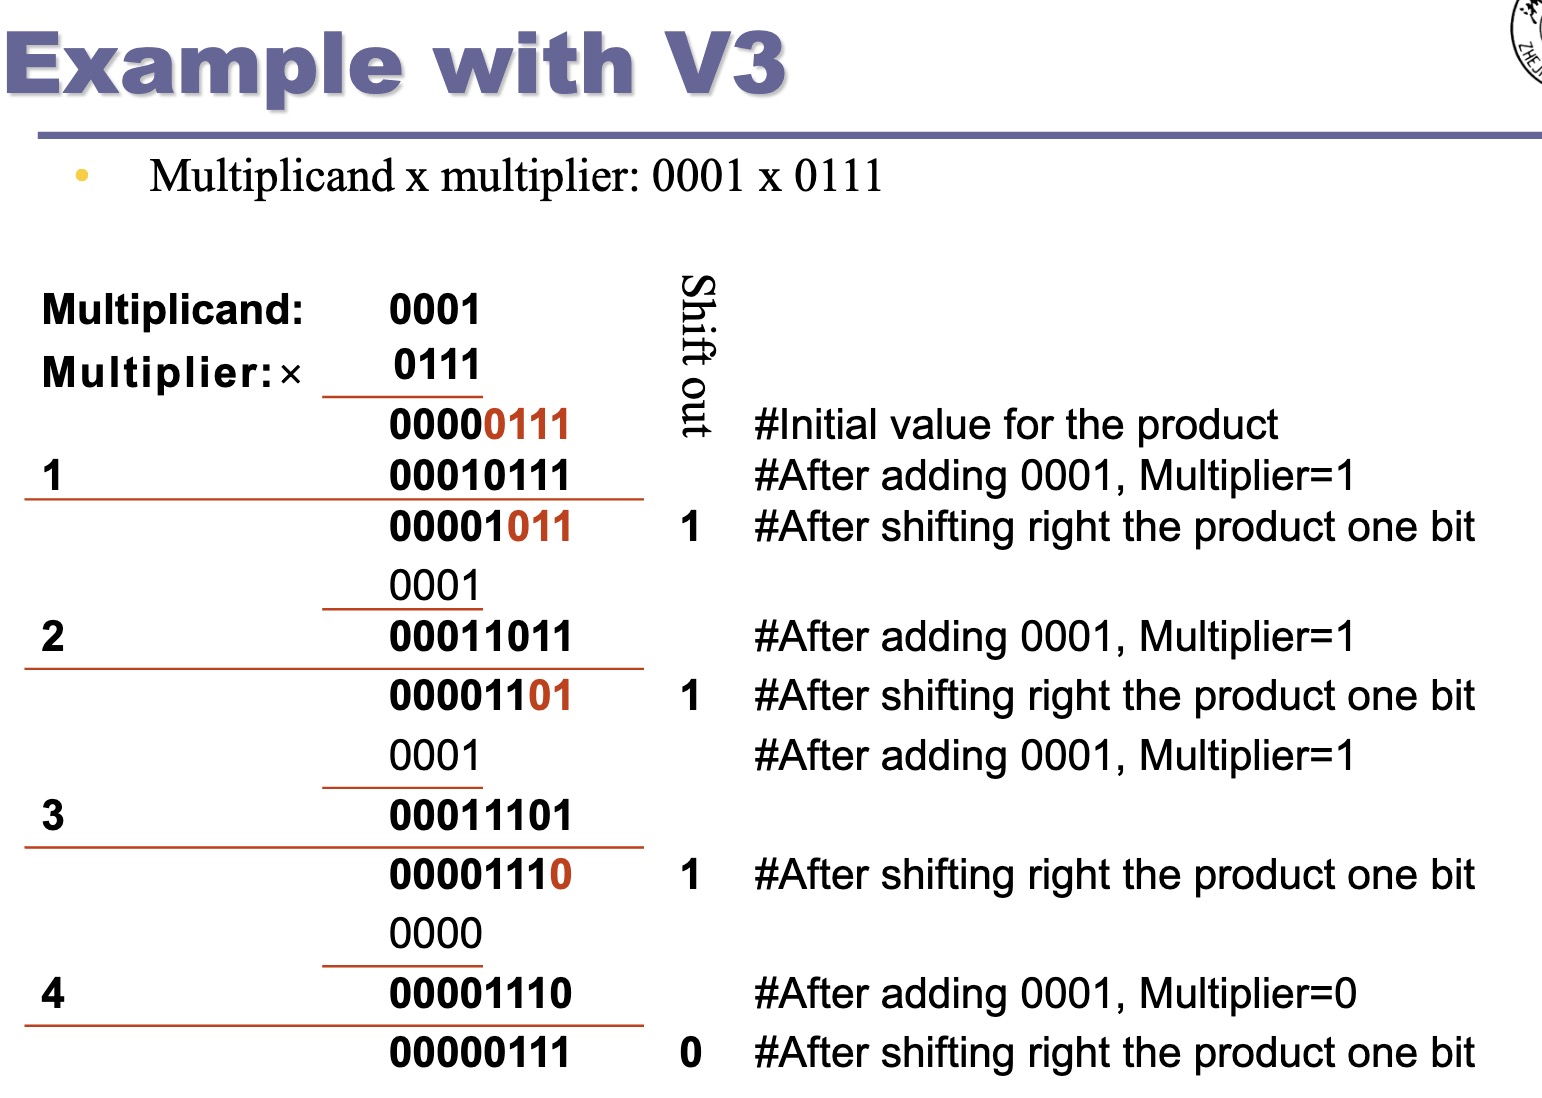 Example with V3
• Multiplicand x multiplier: 0001 x 0111
Shift out
Multiplicand: 0001
Multiplier:× 0111
00000111 #Initial value for the product
1 00010111 #After adding 0001, Multiplier=1
00001011 1 #After shifting right the product one bit
0001
2 00011011 #After adding 0001, Multiplier=1
00001101 1 #After shifting right the product one bit
0001 #After adding 0001, Multiplier=1
3 00011101
00001110 1 #After shifting right the product one bit
0000
4 00001110 #After adding 0001, Multiplier=0
00000111 0 #After shifting right the product one bit